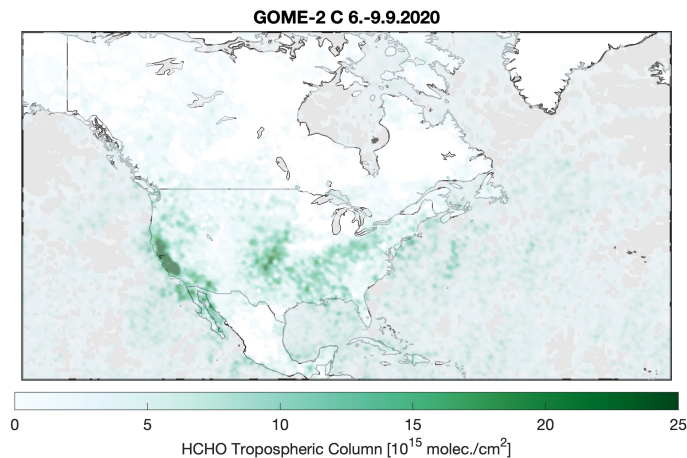 GOME-2 C 6.-9.9.2020
0 5 10 15 20 25
HCHO Tropospheric Column [10¹⁵ molec./cm²]